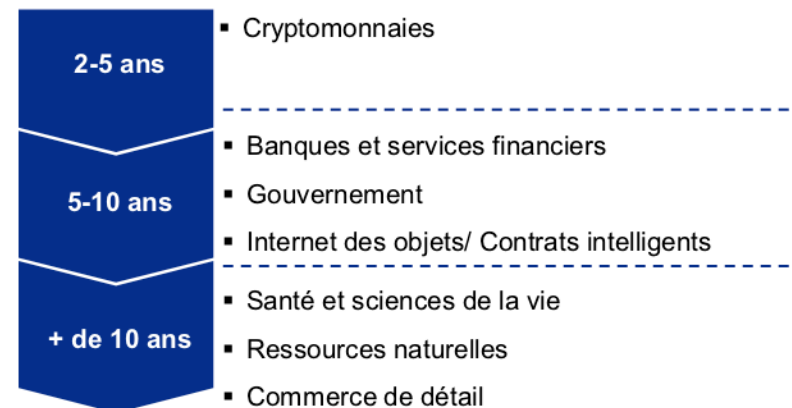 2-5 ans
▪ Cryptomonnaies
5-10 ans
▪ Banques et services financiers
▪ Gouvernement
▪ Internet des objets/ Contrats intelligents
+ de 10 ans
▪ Santé et sciences de la vie
▪ Ressources naturelles
▪ Commerce de détail